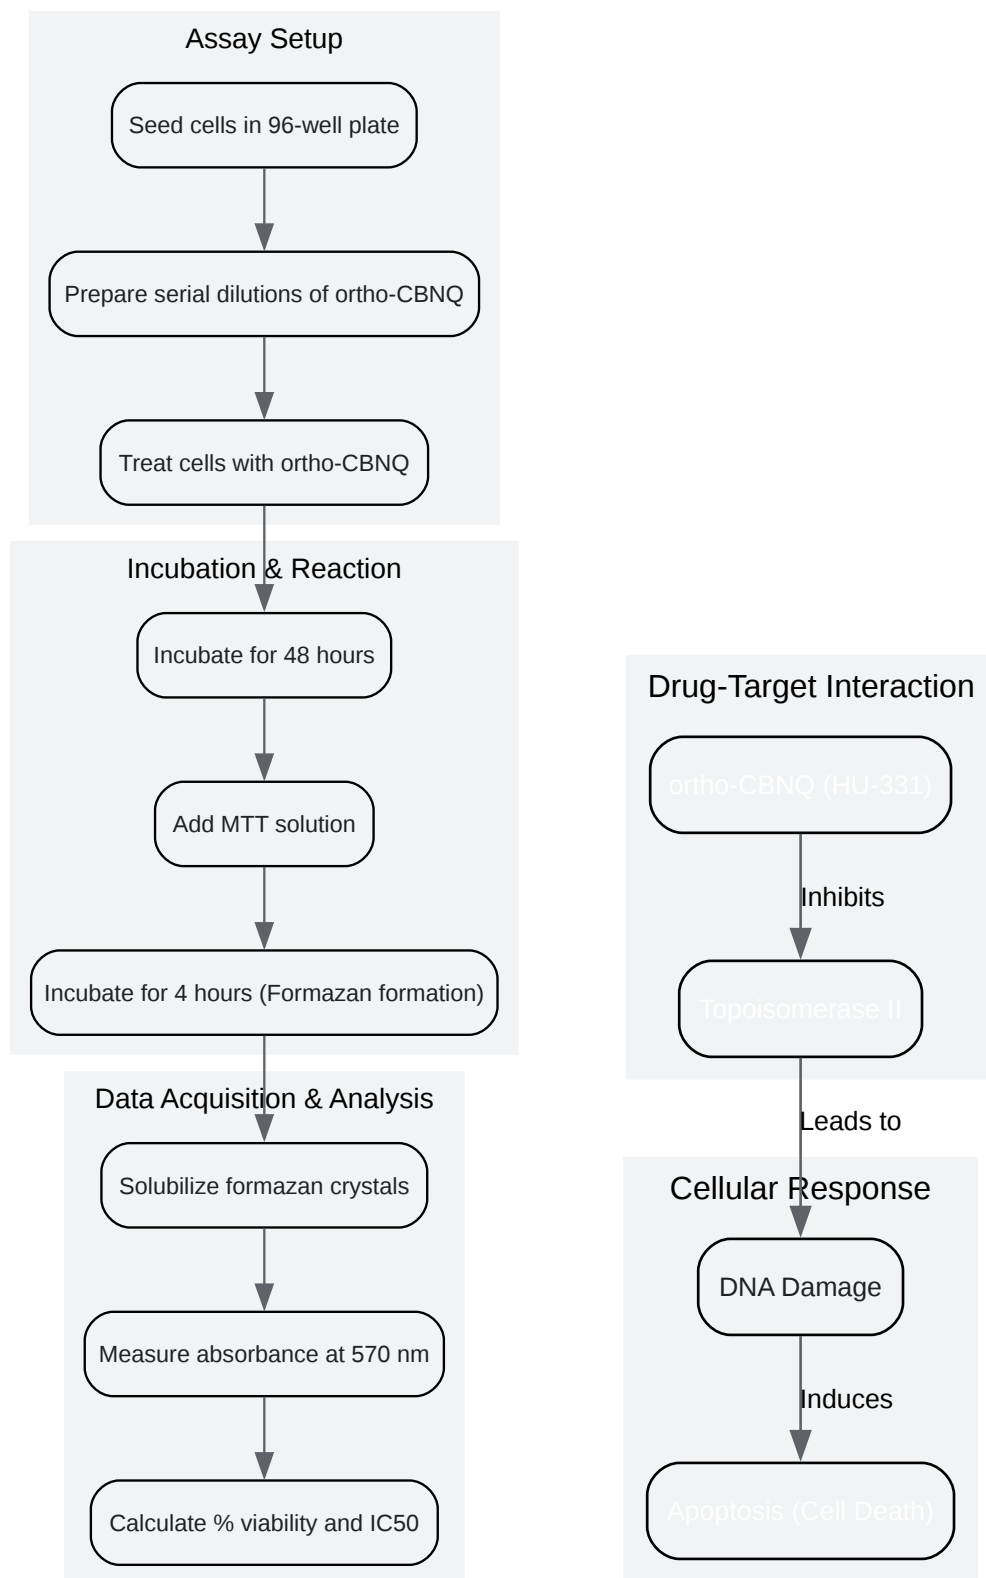 Assay Setup
Seed cells in 96-well plate
Prepare serial dilutions of ortho-CBNQ
Treat cells with ortho-CBNQ
Incubation & Reaction
Incubate for 48 hours
Add MTT solution
Incubate for 4 hours (Formazan formation)
Data Acquisition & Analysis
Solubilize formazan crystals
Measure absorbance at 570 nm
Calculate % viability and IC50
Drug-Target Interaction
ortho-CBNQ (HU-331)
Inhibits
Topoisomerase II
Leads to
Cellular Response
DNA Damage
Induces
Apoptosis (Cell Death)